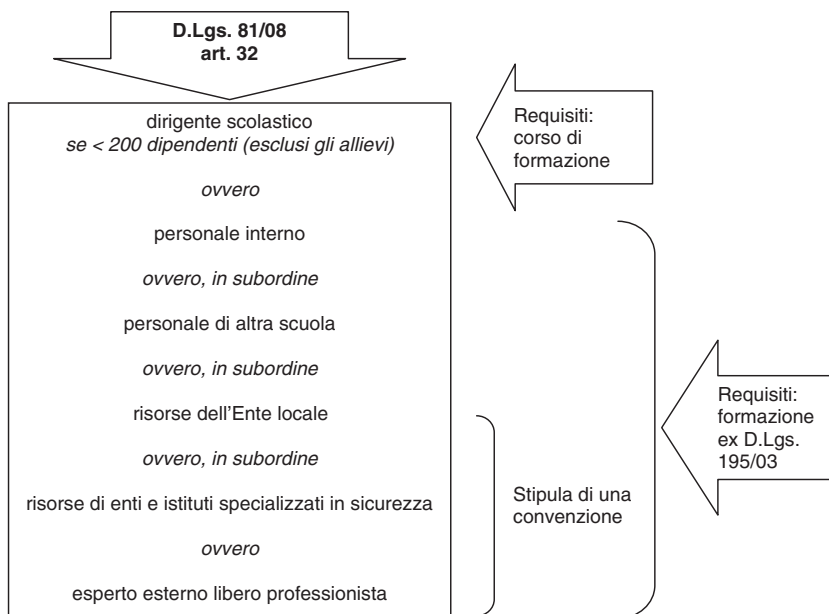 D.Lgs. 81/08
art. 32
dirigente scolastico
se < 200 dipendenti (esclusi gli allievi)
ovvero
personale interno
ovvero, in subordine
personale di altra scuola
ovvero, in subordine
risorse dell'Ente locale
ovvero, in subordine
risorse di enti e istituti specializzati in sicurezza
ovvero
esperto esterno libero professionista
Requisiti:
corso di
formazione
Stipula di una
convenzione
Requisiti:
formazione
ex D.Lgs.
195/03